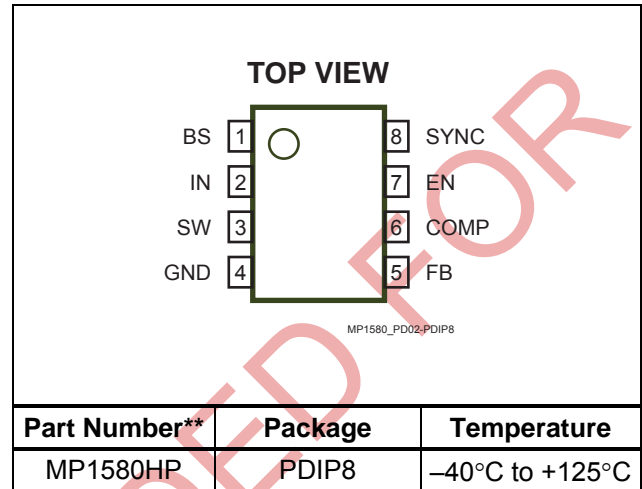 TOP VIEW
BS 1 8 SYNC
IN 2 7 EN
SW 3 6 COMP
GND 4 5 FB
MP1580_PD02-PDIP8
Part Number** Package Temperature
MP1580HP PDIP8 –40°C to +125°C
DED FOR